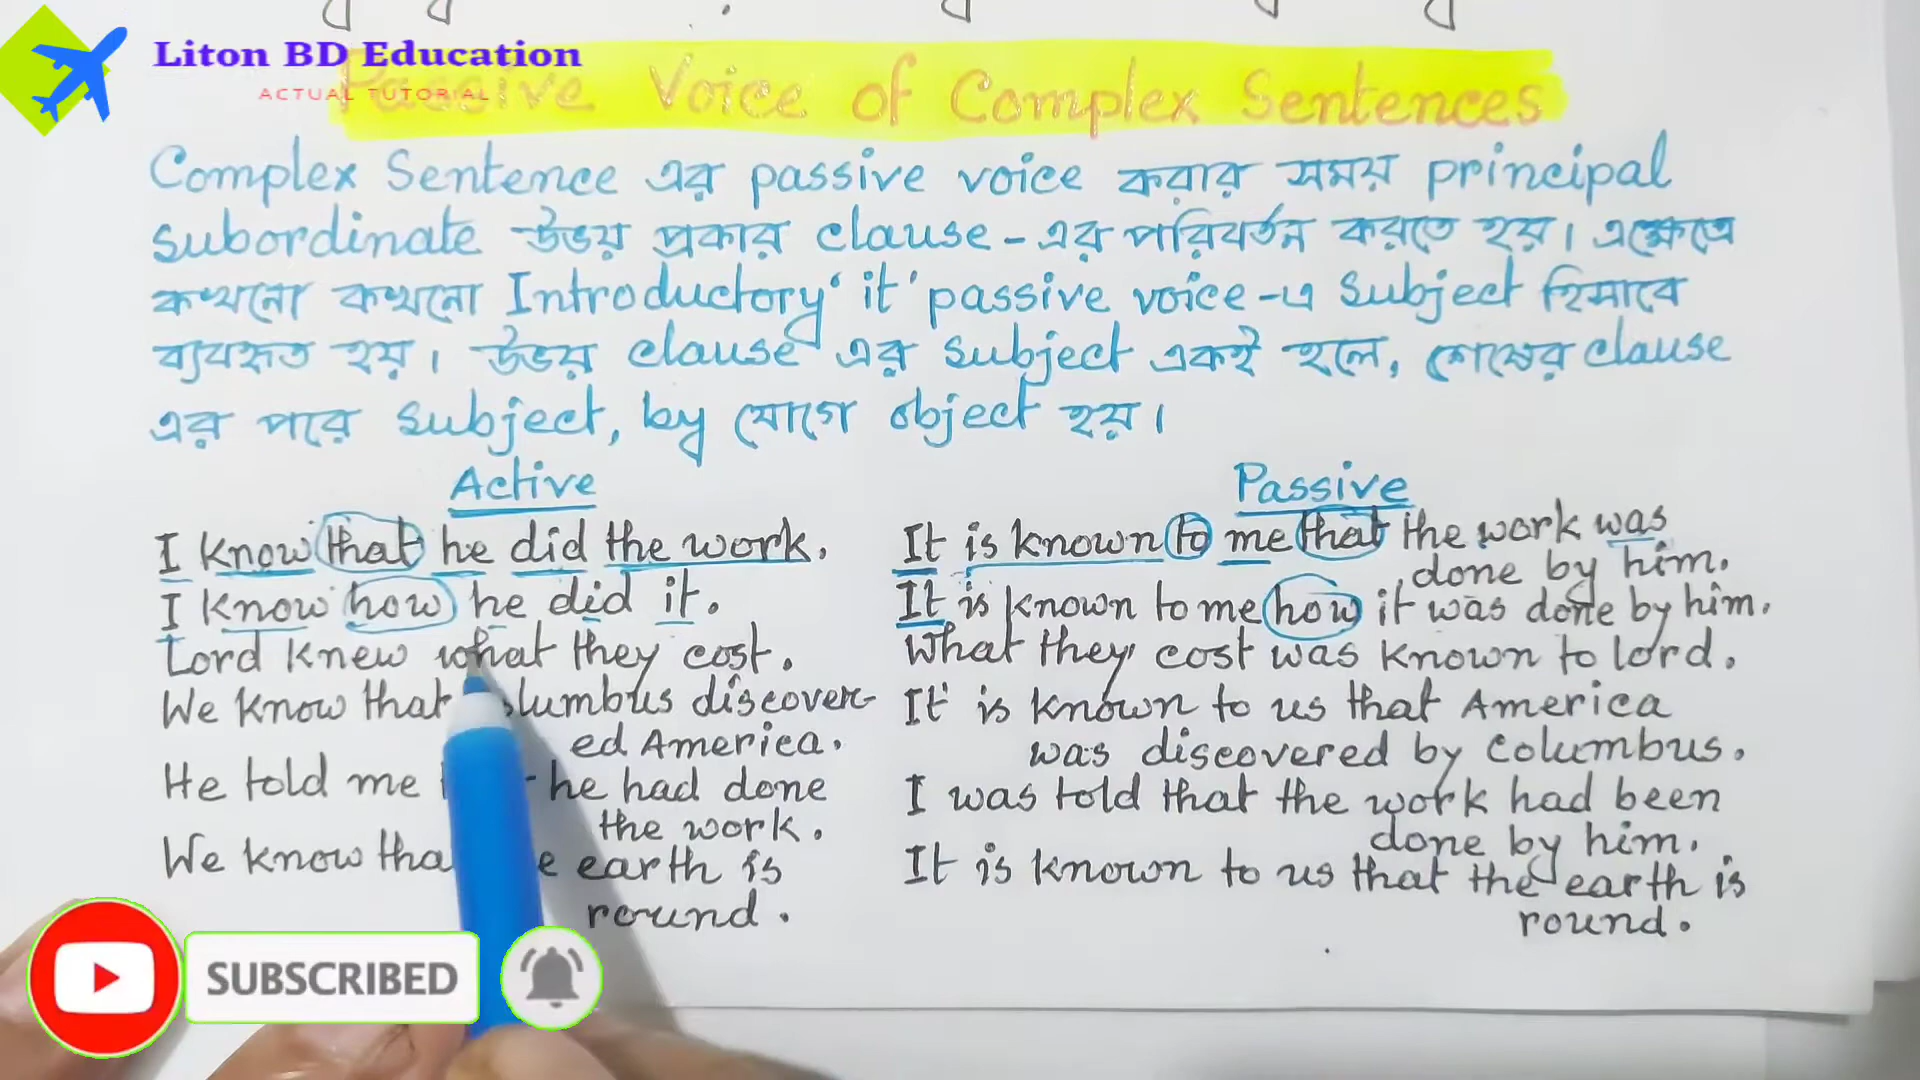 Liton BD Education
ACTUAL TUTORIAL
Passive Voice of Complex Sentences
Complex Sentence এর passive voice করার সময় principal
subordinate উভয় প্রকার clause-এর পরিবর্তন করতে হয়। এক্ষেত্রে
কখনো কখনো Introductory 'it' passive voice-এ subject হিসাবে
ব্যবহৃত হয়। উভয় clause এর subject একই হলে, শেষের clause
এর পরে subject, by যোগে object হয়।
Active
Passive
I know that he did the work.
It is known to me that the work was
done by him.
I know how he did it.
It is known to me how it was done by him.
Lord knew what they cost.
What they cost was known to lord.
We know that columbus discover-
ed America.
It is known to us that America
was discovered by columbus.
He told me he had done
the work.
I was told that the work had been
done by him.
We know earth is
round.
It is known to us that the earth is
round.
SUBSCRIBED